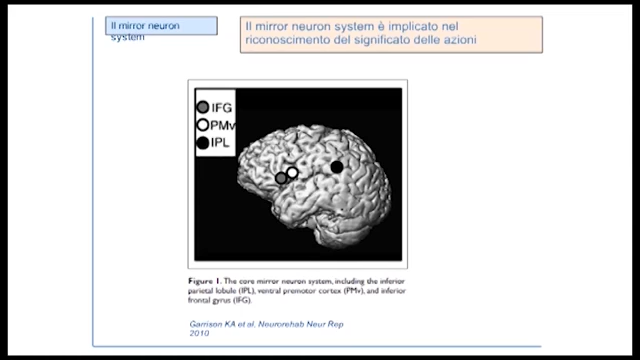 Il mirror neuron
system
Il mirror neuron system è implicato nel
riconoscimento del significato delle azioni
IFG
PMv
IPL
Figure 1. The core mirror neuron system, including the inferior
parietal lobule (IPL), ventral premotor cortex (PMv), and inferior
frontal gyrus (IFG).
Garrison KA et al. Neurorehab Neur Rep
2010